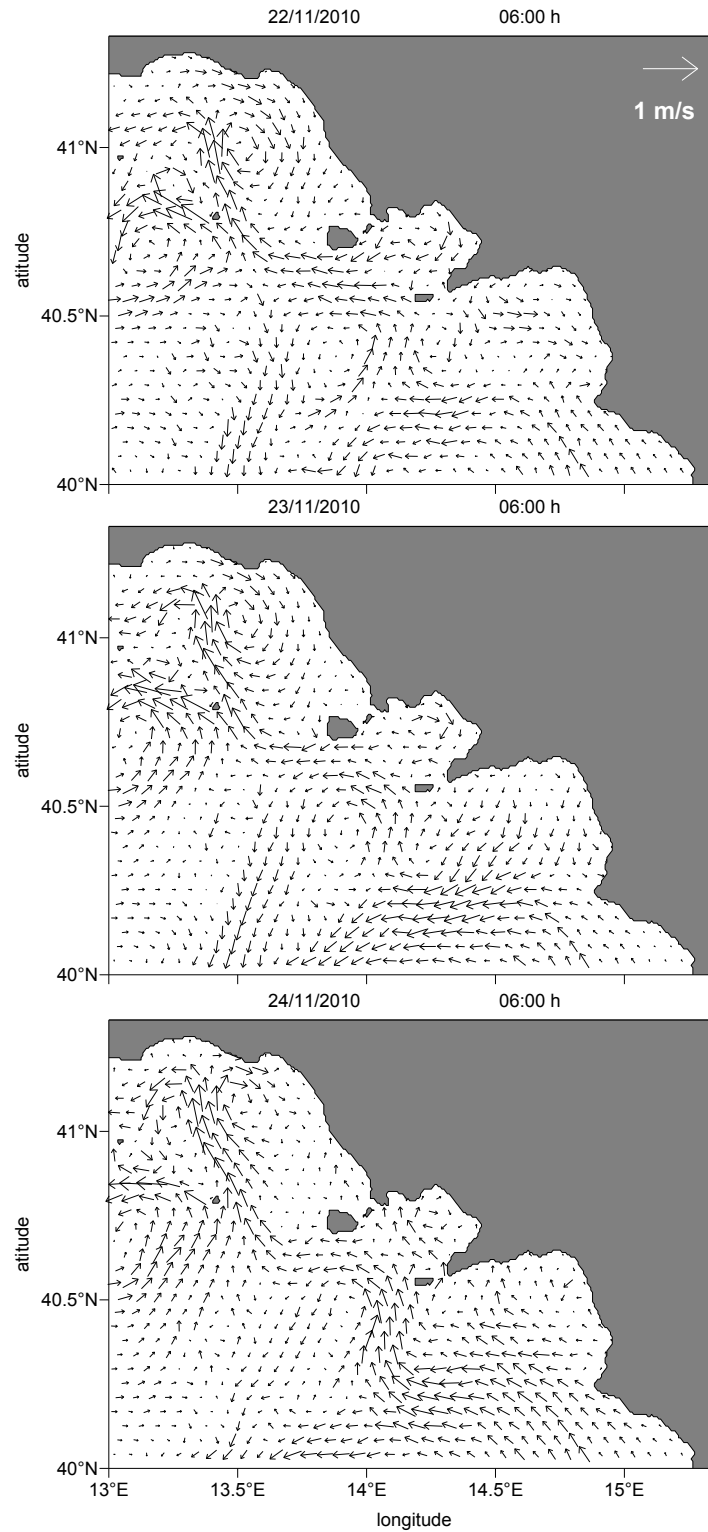 22/11/2010 06:00 h
1 m/s
41°N
atitude
40.5°N
40°N
23/11/2010 06:00 h
41°N
atitude
40.5°N
40°N
24/11/2010 06:00 h
41°N
atitude
40.5°N
40°N
13°E 13.5°E 14°E 14.5°E 15°E
longitude